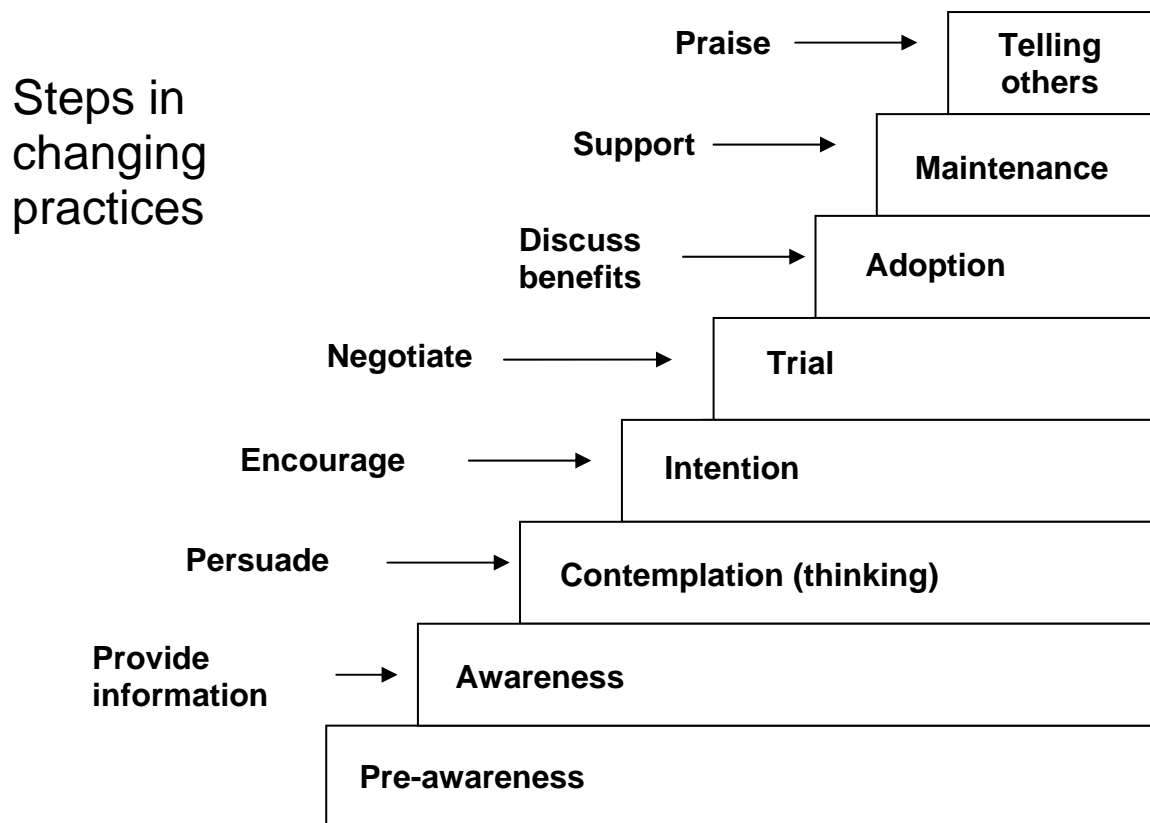 Steps in
changing
practices
Praise
Telling
others
Support
Maintenance
Discuss
benefits
Adoption
Negotiate
Trial
Encourage
Intention
Persuade
Contemplation (thinking)
Provide
information
Awareness
Pre-awareness